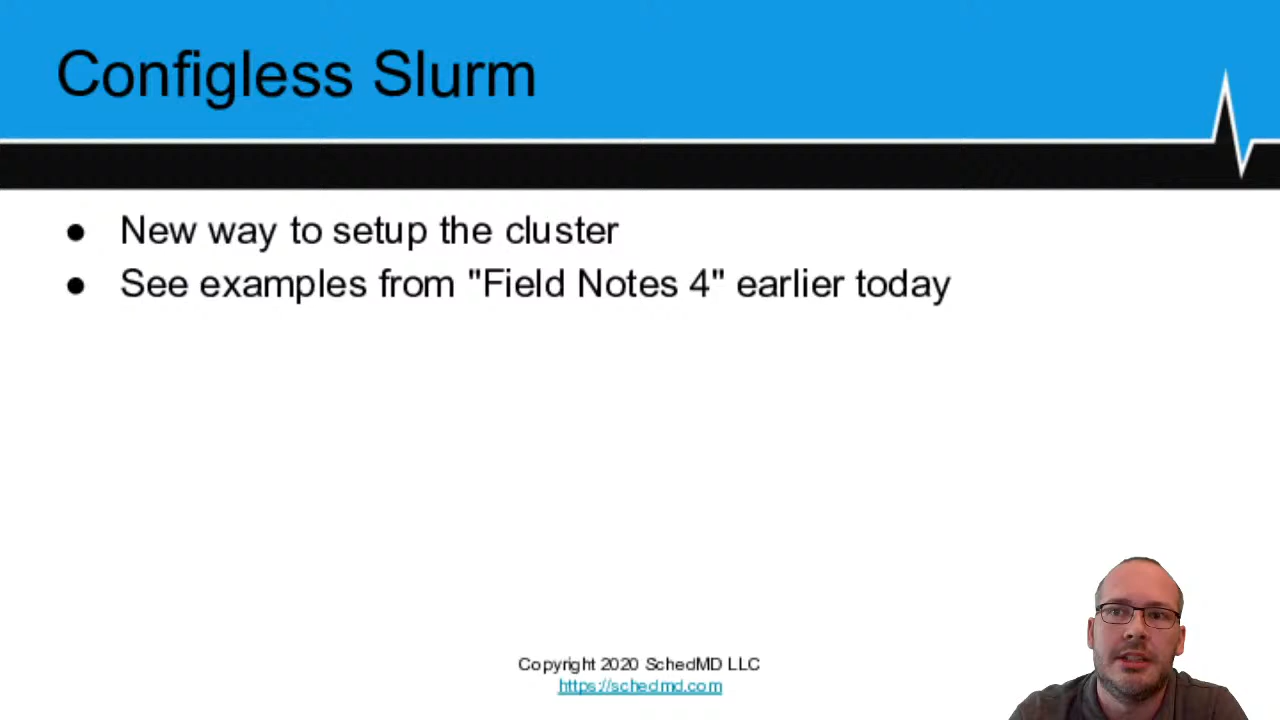 Configless Slurm
● New way to setup the cluster
● See examples from "Field Notes 4" earlier today
Copyright 2020 SchedMD LLC
https://schedmd.com